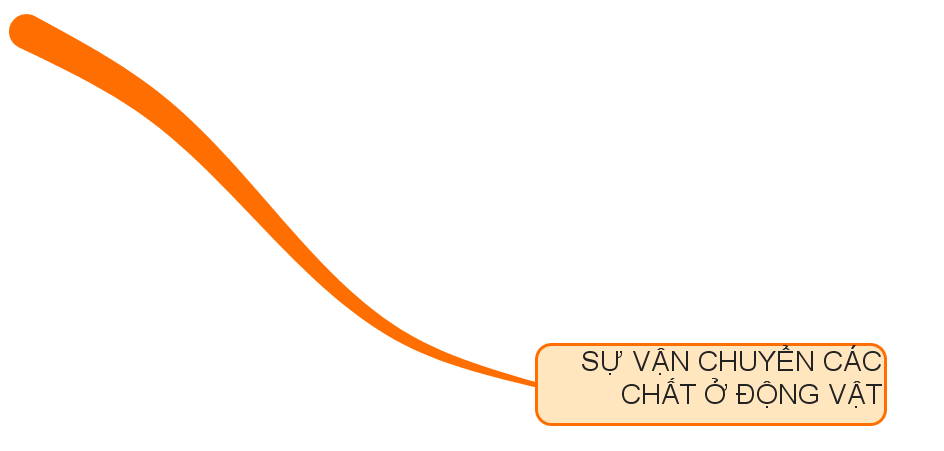 SỰ VẬN CHUYỂN CÁC
CHẤT Ở ĐỘNG VẬT